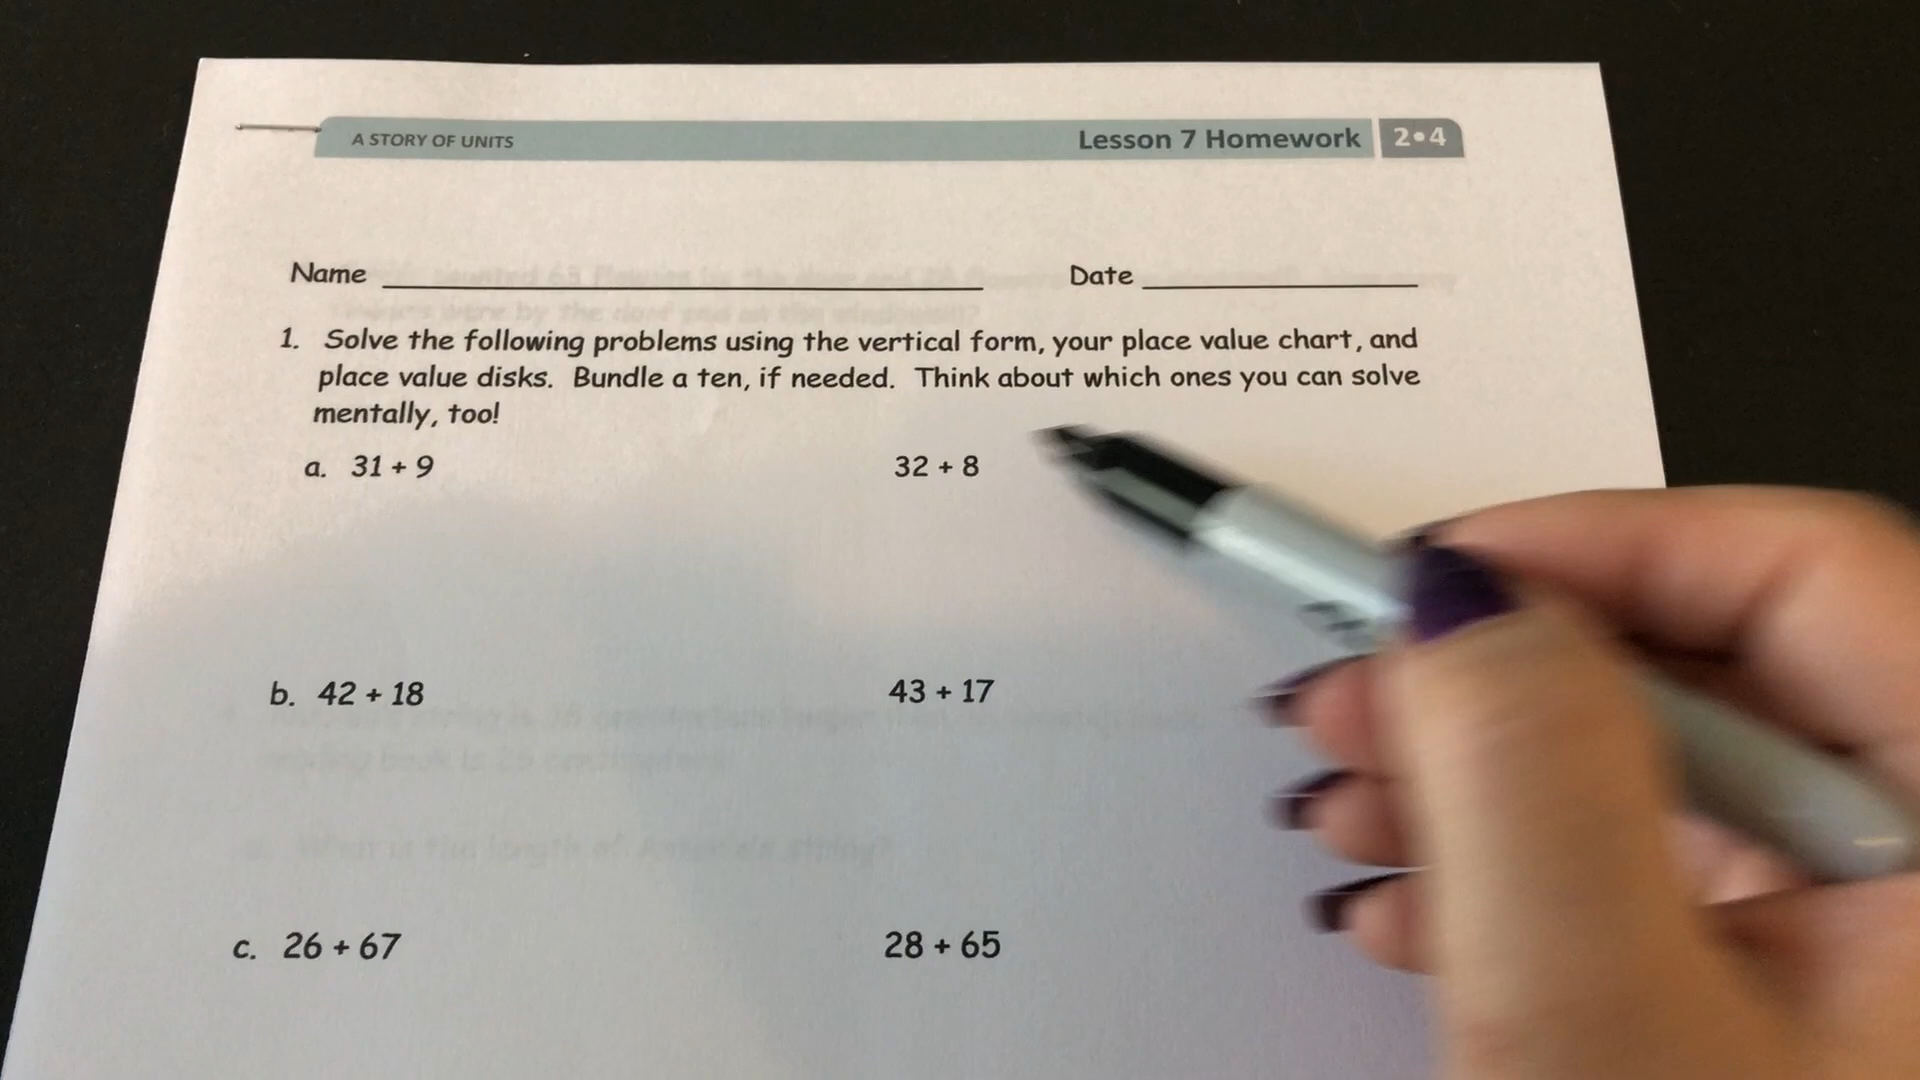 A STORY OF UNITS
Lesson 7 Homework 2•4
Name Date
1. Solve the following problems using the vertical form, your place value chart, and
place value disks. Bundle a ten, if needed. Think about which ones you can solve
mentally, too!
a. 31 + 9
32 + 8
b. 42 + 18
43 + 17
c. 26 + 67
28 + 65